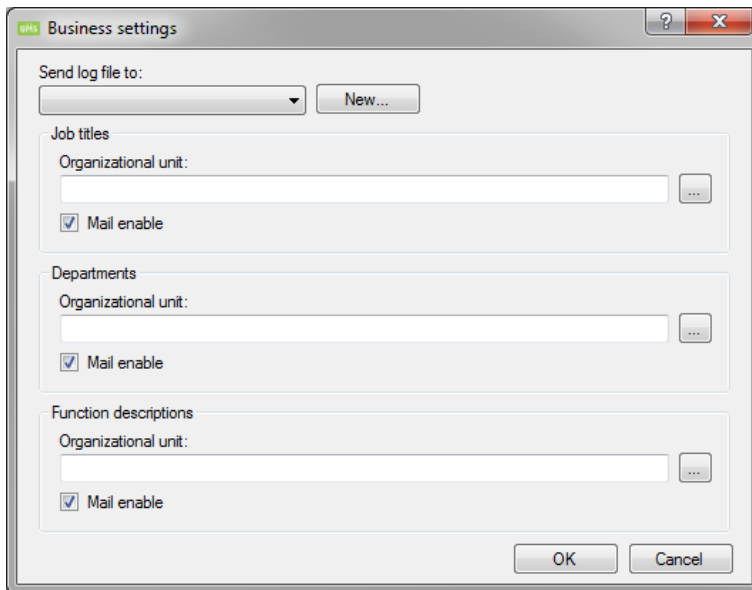 uMs Business settings
Send log file to:
New...
Job titles
Organizational unit:
...
Mail enable
Departments
Organizational unit:
...
Mail enable
Function descriptions
Organizational unit:
...
Mail enable
OK Cancel